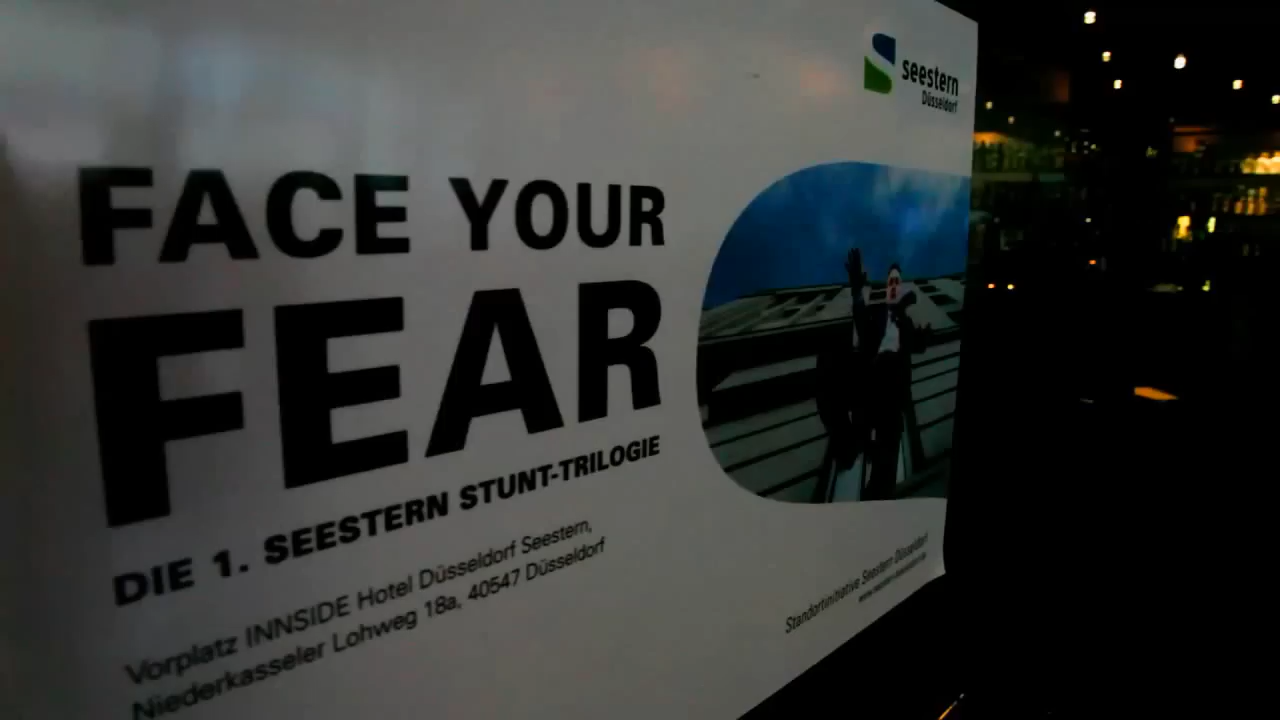 seestern
Düsseldorf
FACE YOUR
FEAR
DIE 1. SEESTERN STUNT-TRILOGIE
Vorplatz INNSIDE Hotel Düsseldorf Seestern,
Niederkasseler Lohweg 18a, 40547 Düsseldorf
Standortinitiative Seestern Düsseldorf